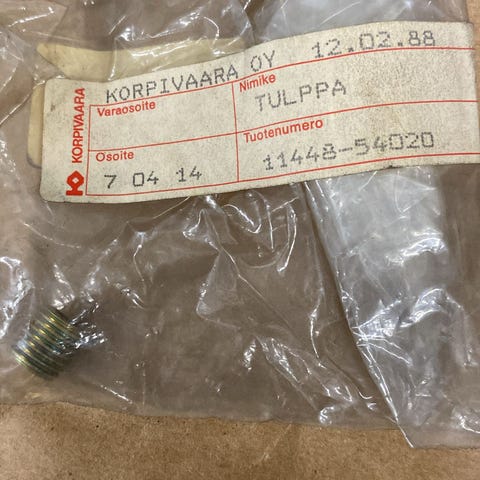 KORPIVAARA
KORPIVAARA OY 12.02.88
Varaosoite
Nimike
TULPPA
Osoite
7 04 14
Tuotenumero
11448-54020